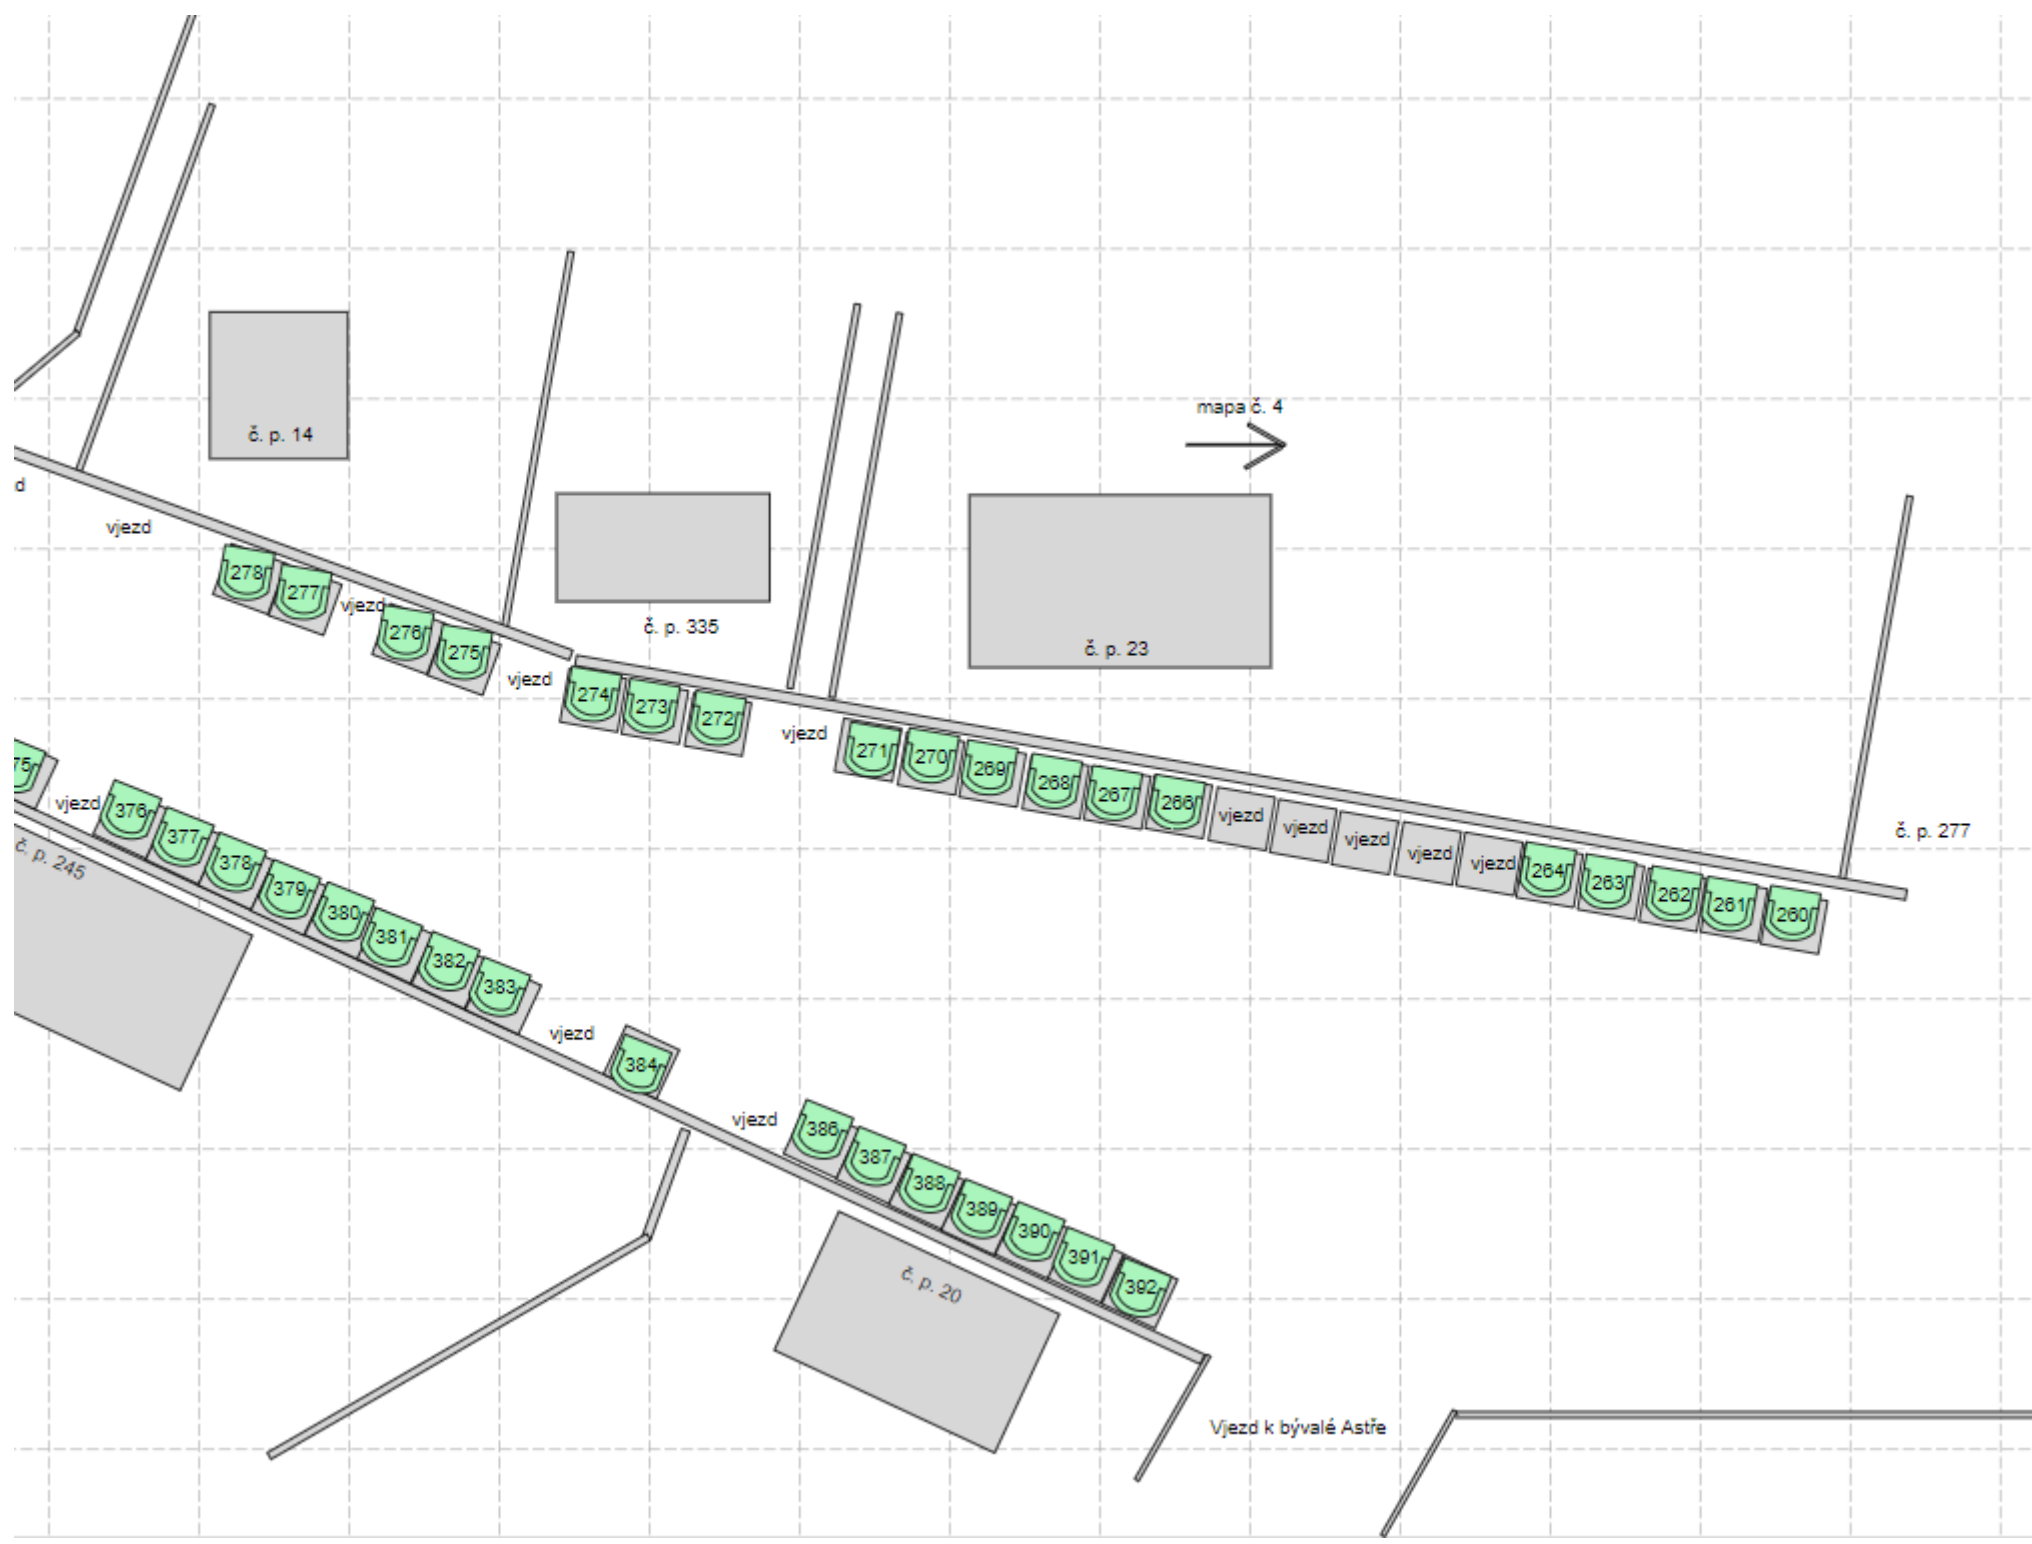 mapa č. 4
č. p. 14
d
vjezd
278
277
vjezd
276
275
vjezd
č. p. 335
274
273
272
vjezd
č. p. 23
271
270
269
268
267
266
vjezd
vjezd
vjezd
vjezd
vjezd
264
263
262
261
260
č. p. 277
75
vjezd
376
377
378
379
380
381
382
383
č. p. 245
vjezd
384
vjezd
386
387
388
389
390
391
392
č. p. 20
Vjezd k bývalé Astře